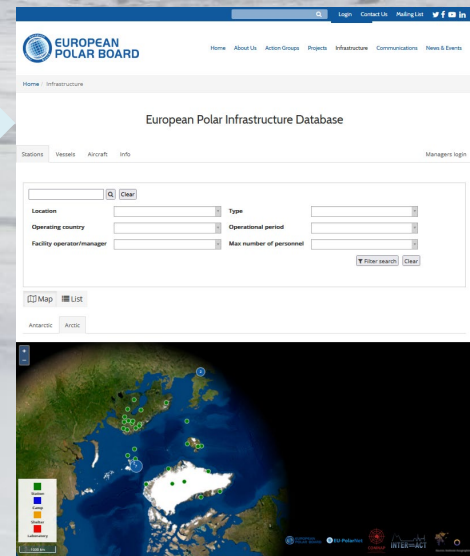 Login Contact Us Mailing List
EUROPEAN
POLAR BOARD
Home About Us Action Groups Projects Infrastructure Communications News & Events
Home / Infrastructure
European Polar Infrastructure Database
Stations Vessels Aircraft Info Managers login
Clear
Location Type
Operating country Operational period
Facility operator/manager Max number of personnel
Filter search Clear
Map List
Antarctic Arctic
+
−
Station
Camp
Shelter
Laboratory
EUROPEAN
POLAR BOARD
EU-PolarNet
INTERACT